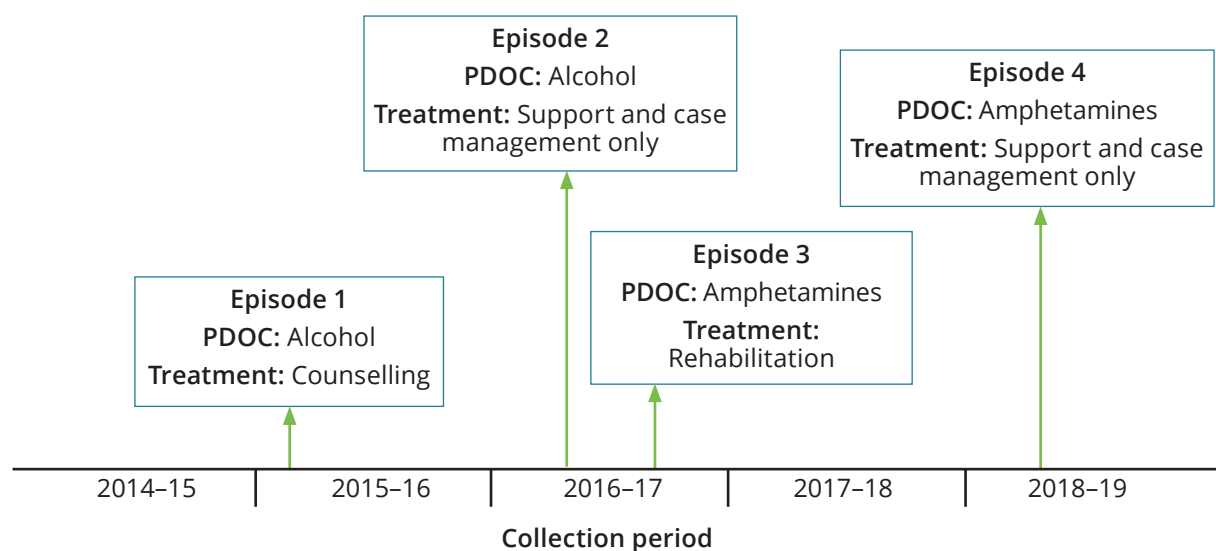 Episode 1
PDOC: Alcohol
Treatment: Counselling
Episode 2
PDOC: Alcohol
Treatment: Support and case
management only
Episode 3
PDOC: Amphetamines
Treatment:
Rehabilitation
Episode 4
PDOC: Amphetamines
Treatment: Support and case
management only
2014–15
2015–16
2016–17
2017–18
2018–19
Collection period